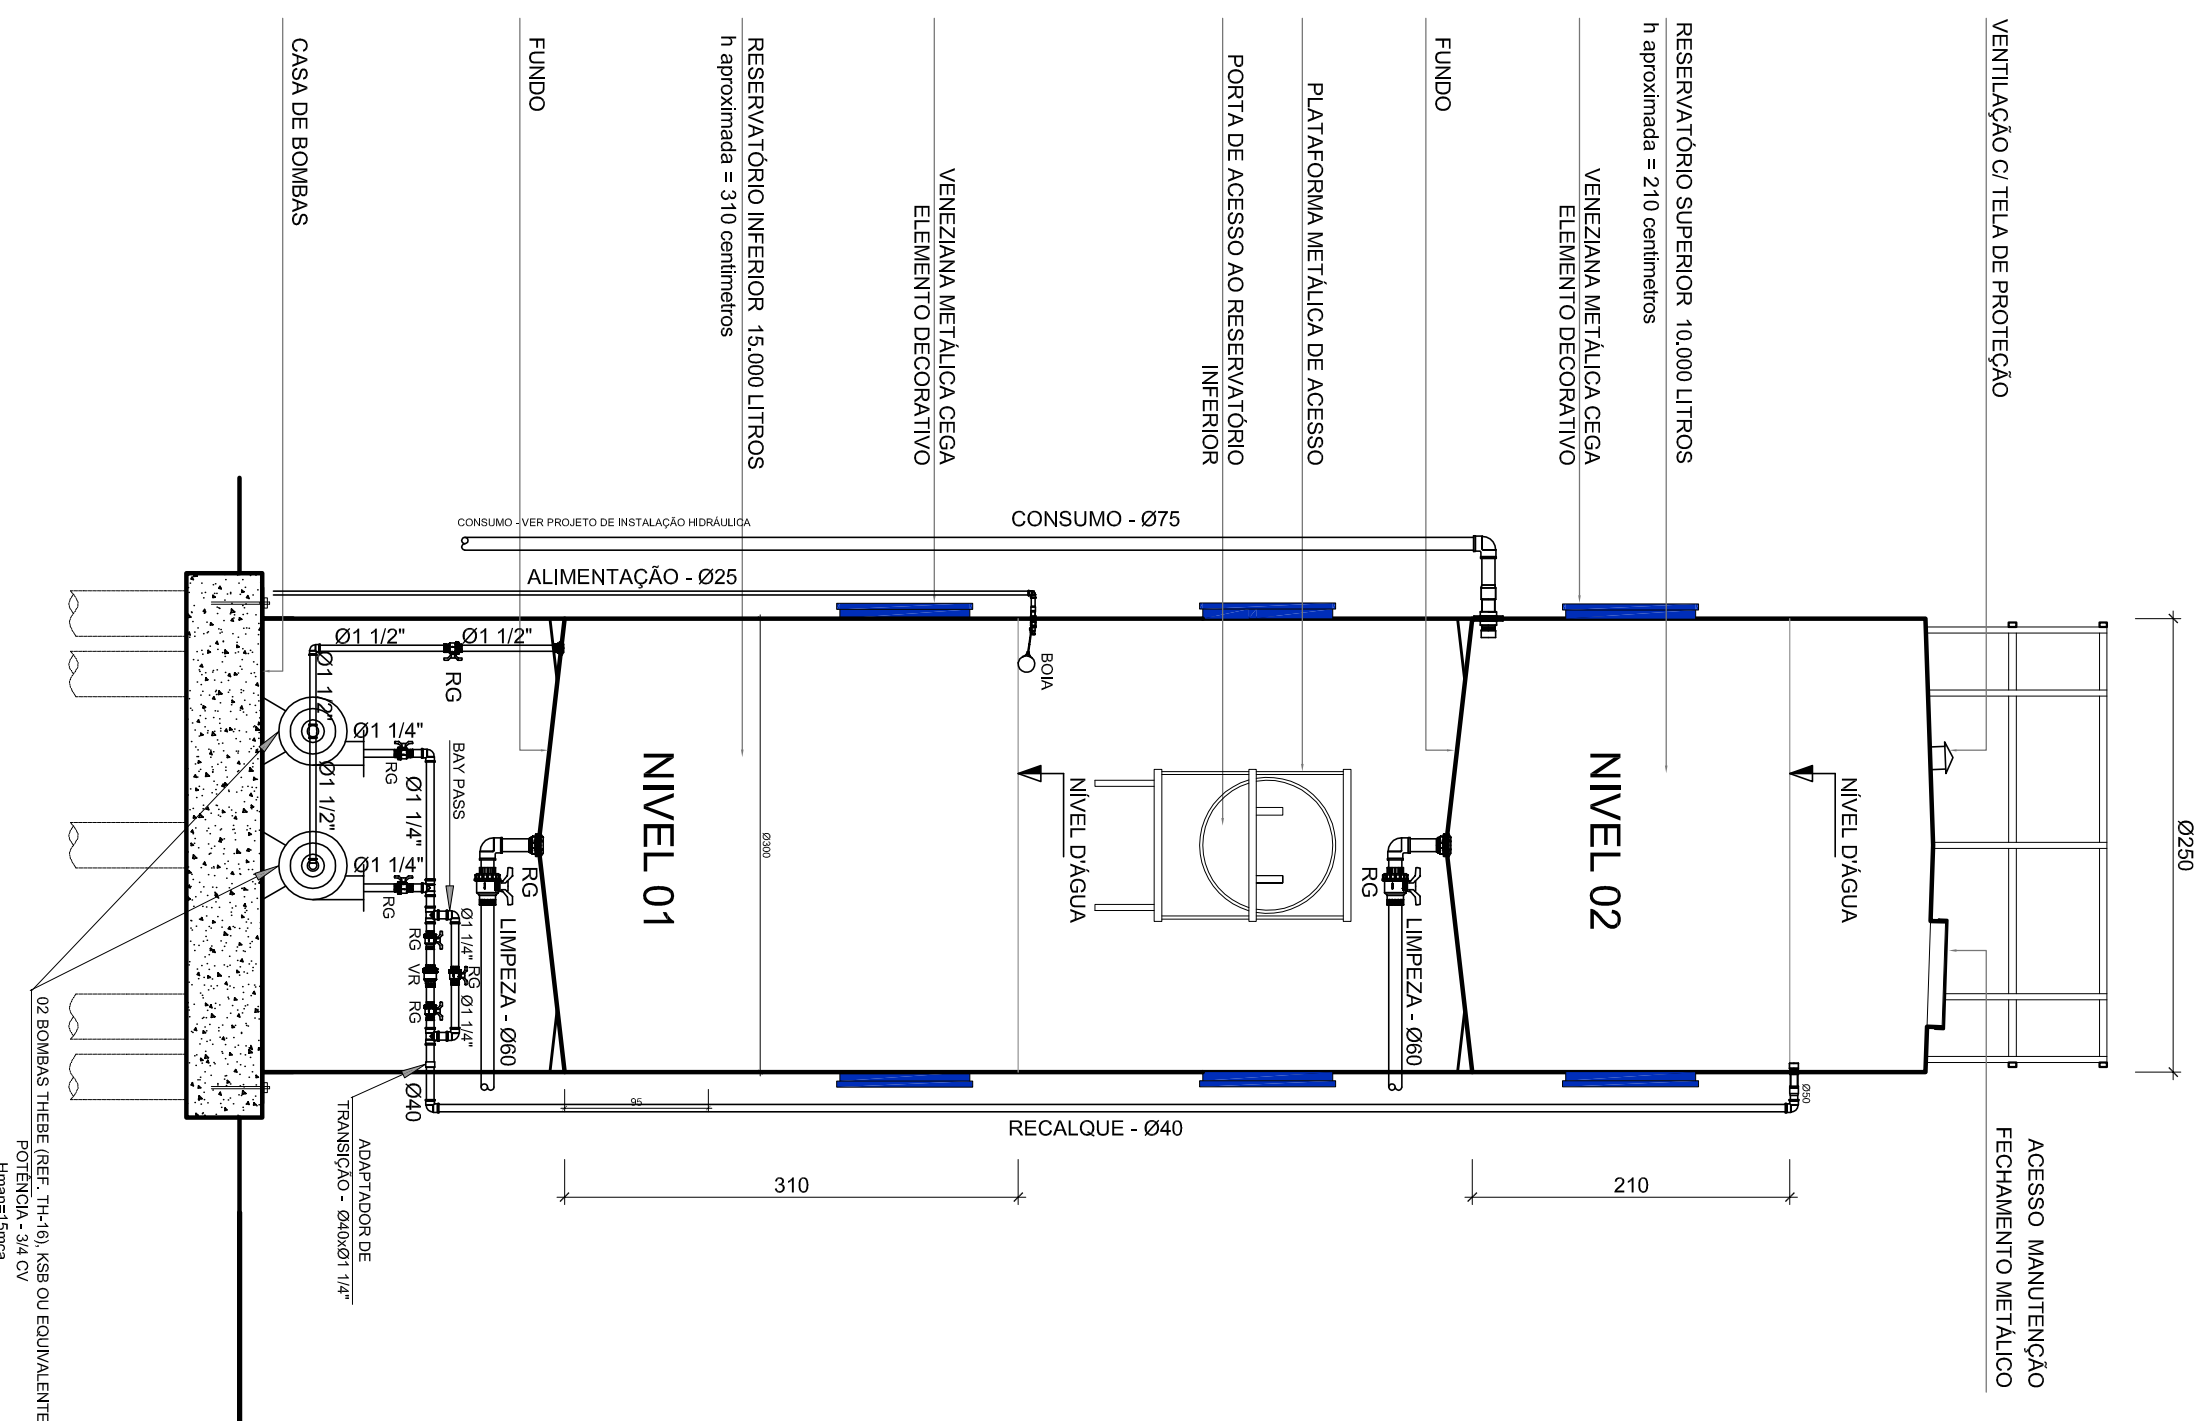 VENTILAÇÃO C/ TELA DE PROTEÇÃO
RESERVATÓRIO SUPERIOR 10.000 LITROS
h aproximada = 210 centimetros
VENEZIANA METÁLICA CEGA
ELEMENTO DECORATIVO
FUNDO
PLATAFORMA METÁLICA DE ACESSO
PORTA DE ACESSO AO RESERVATÓRIO
INFERIOR
VENEZIANA METÁLICA CEGA
ELEMENTO DECORATIVO
RESERVATÓRIO INFERIOR 15.000 LITROS
h aproximada = 310 centimetros
FUNDO
CASA DE BOMBAS
Ø250
ACESSO MANUTENÇÃO
FECHAMENTO METÁLICO
NÍVEL D'ÁGUA
NIVEL 02
210
Ø50
CONSUMO - Ø75
CONSUMO - VER PROJETO DE INSTALAÇÃO HIDRÁULICA
ALIMENTAÇÃO - Ø25
RG
LIMPEZA - Ø60
NÍVEL D'ÁGUA
BOIA
NIVEL 01
Ø300
310
95
RECALQUE - Ø40
RG
LIMPEZA - Ø60
Ø1 1/2"
Ø1 1/2"
RG
Ø1 1/2"
Ø1 1/2"
Ø1 1/4"
RG
Ø1 1/4"
BAY PASS
Ø1 1/4"
RG
Ø1 1/4"
RG
Ø1 1/4"
RG
VR
RG
Ø40
ADAPTADOR DE
TRANSIÇÃO - Ø40xØ1 1/4"
02 BOMBAS THEBE (REF. TH-16), KSB OU EQUIVALENTE
POTÊNCIA - 3/4 CV
Hman=15mca